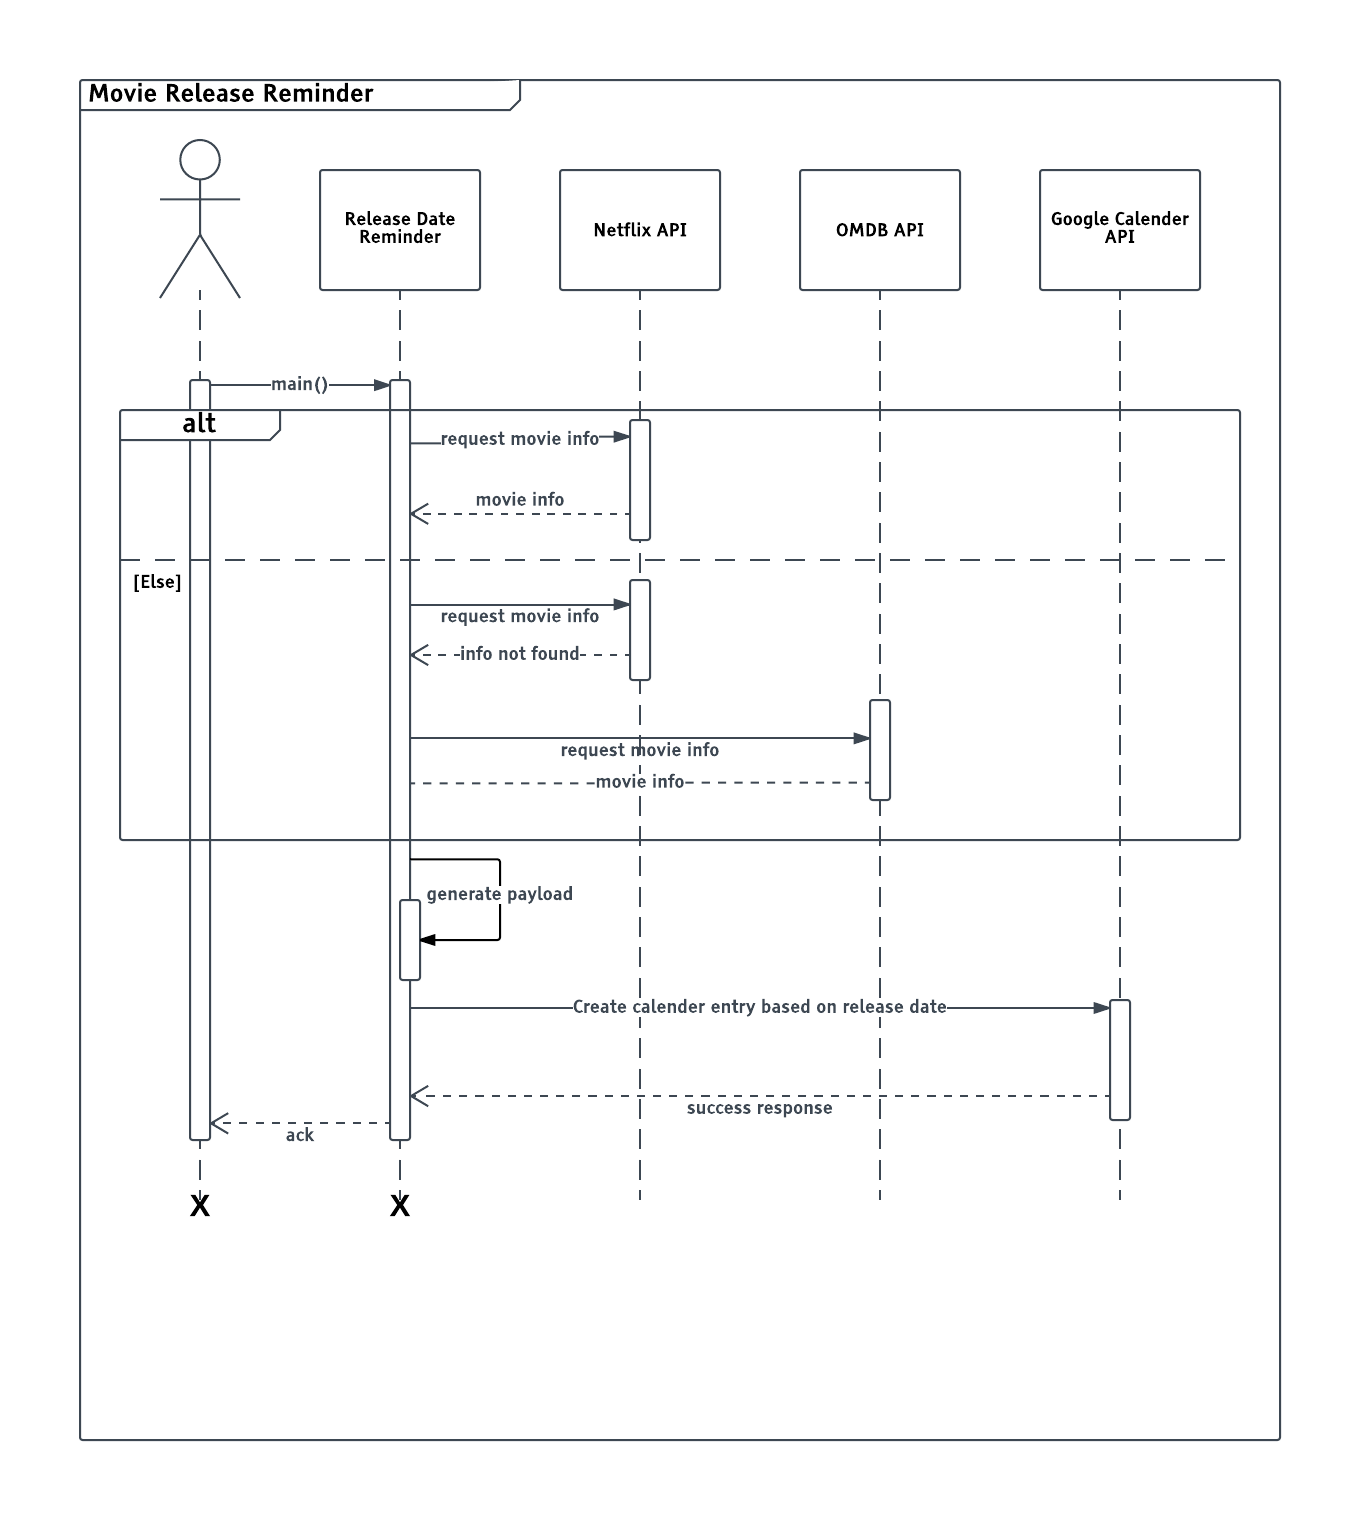 Movie Release Reminder
Release Date
Reminder
Netflix API
OMDB API
Google Calender
API
main()
alt
request movie info
movie info
[Else]
request movie info
info not found
request movie info
movie info
generate payload
Create calender entry based on release date
success response
ack
X
X